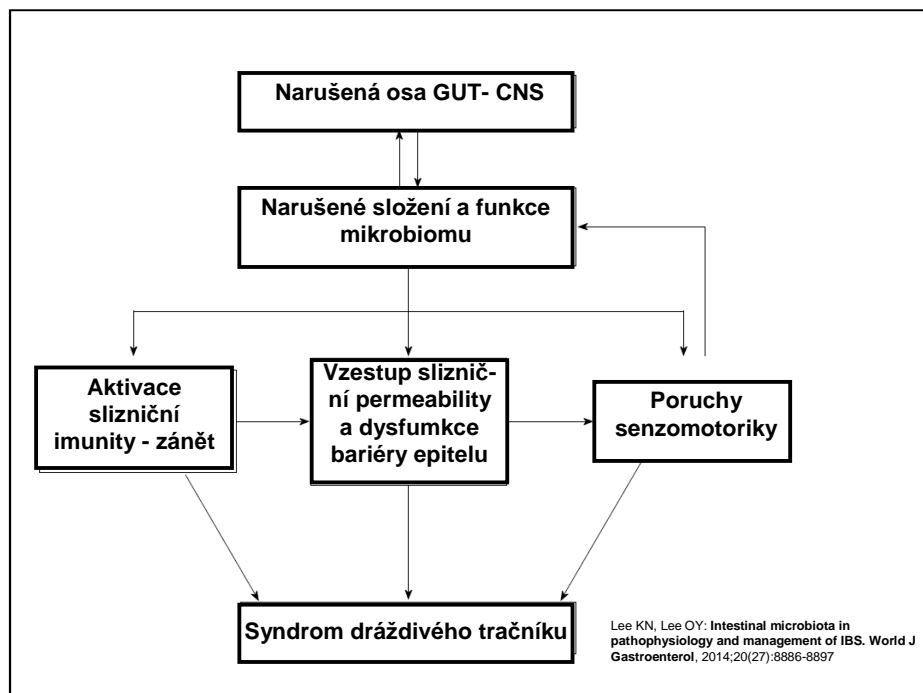 Narušená osa GUT- CNS
Narušené složení a funkce
mikrobiomu
Aktivace
slizniční
imunity - zánět
Vzestup sliznič-
ní permeability
a dysfumkce
bariéry epitelu
Poruchy
senzomotoriky
Syndrom dráždivého tračníku
Lee KN, Lee OY: Intestinal microbiota in
pathophysiology and management of IBS. World J
Gastroenterol, 2014;20(27):8886-8897